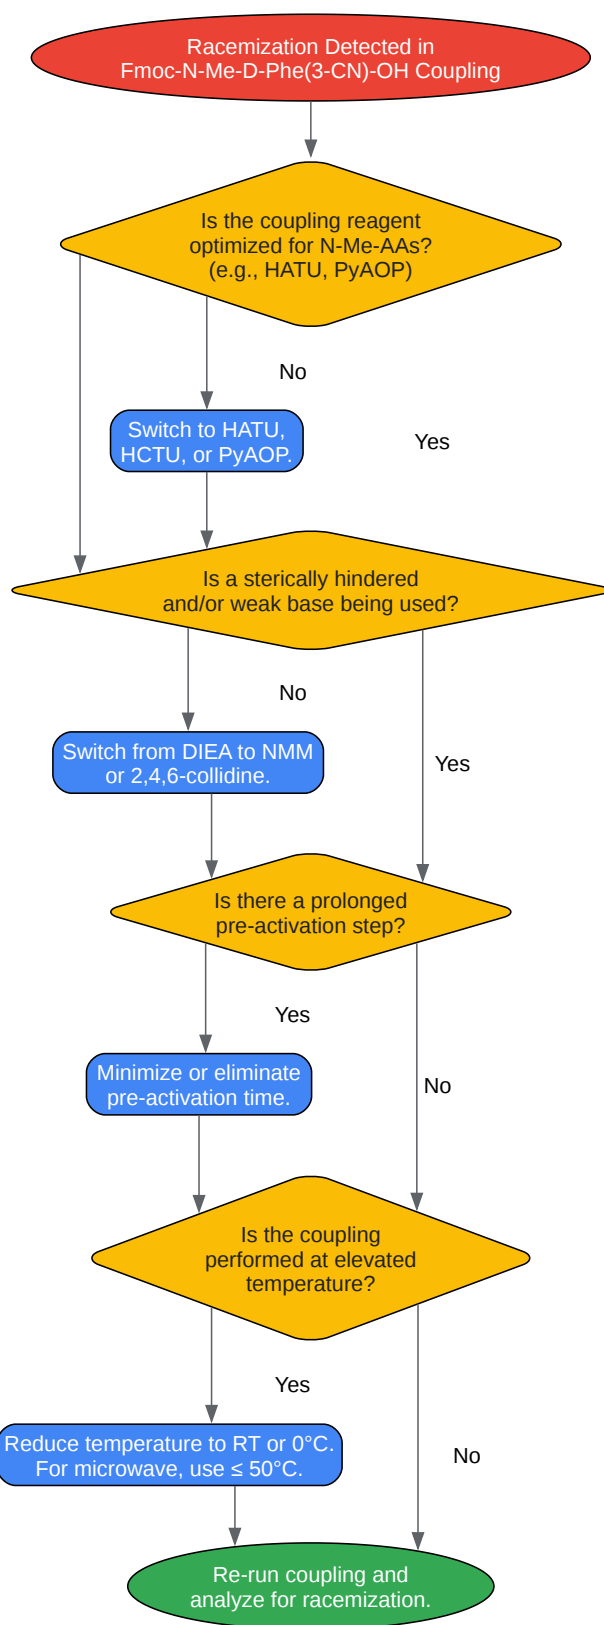 Racemization Detected in
Fmoc-N-Me-D-Phe(3-CN)-OH Coupling
Is the coupling reagent
optimized for N-Me-AAs?
(e.g., HATU, PyAOP)
No
Switch to HATU,
HCTU, or PyAOP.
Yes
Is a sterically hindered
and/or weak base being used?
No
Switch from DIEA to NMM
or 2,4,6-collidine.
Yes
Is there a prolonged
pre-activation step?
Yes
Minimize or eliminate
pre-activation time.
No
Is the coupling
performed at elevated
temperature?
Yes
Reduce temperature to RT or 0°C.
For microwave, use ≤ 50°C.
No
Re-run coupling and
analyze for racemization.